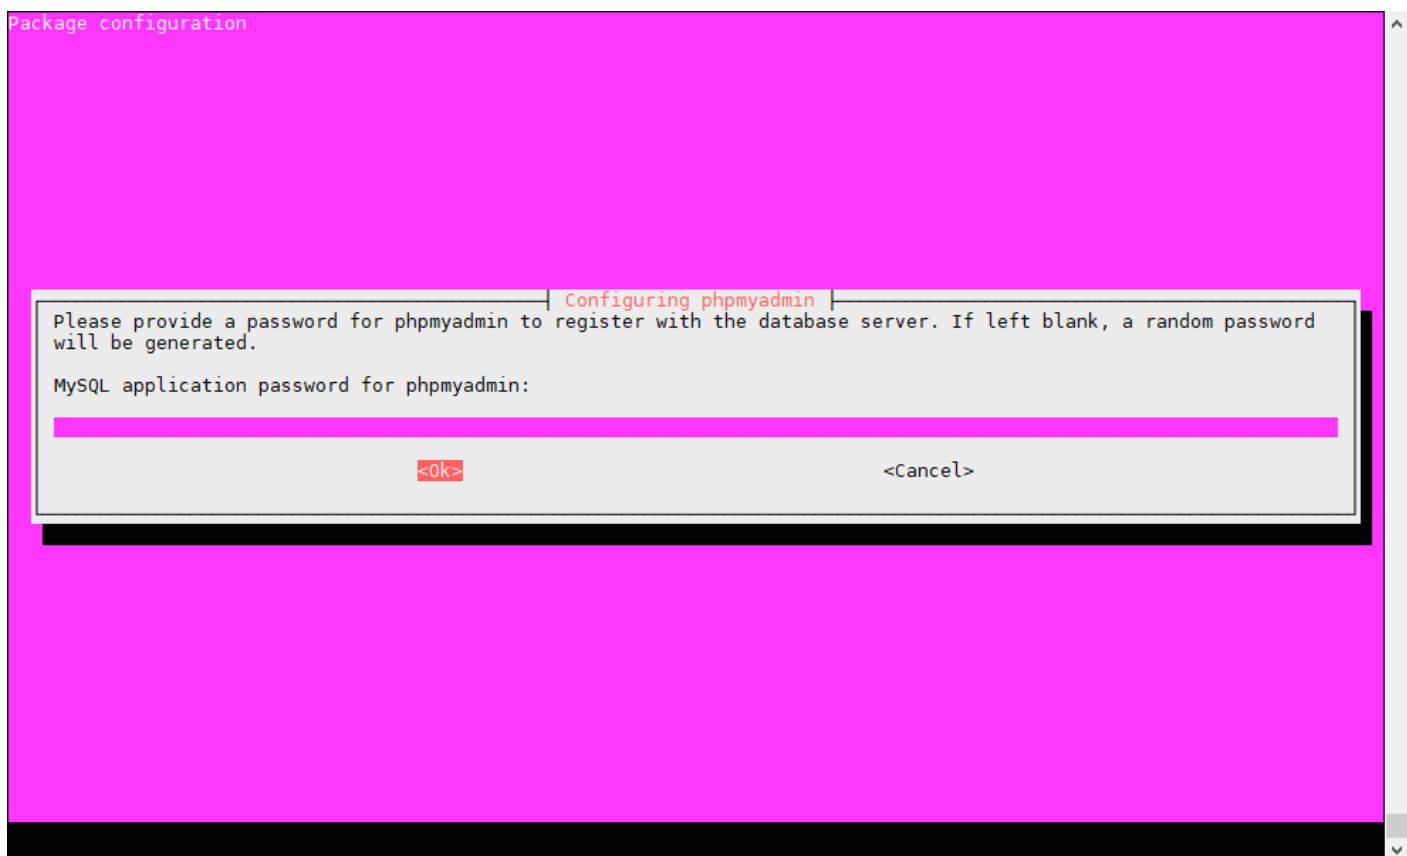 Package configuration
Configuring phpmyadmin
Please provide a password for phpmyadmin to register with the database server. If left blank, a random password
will be generated.
MySQL application password for phpmyadmin:
<Ok> <Cancel>